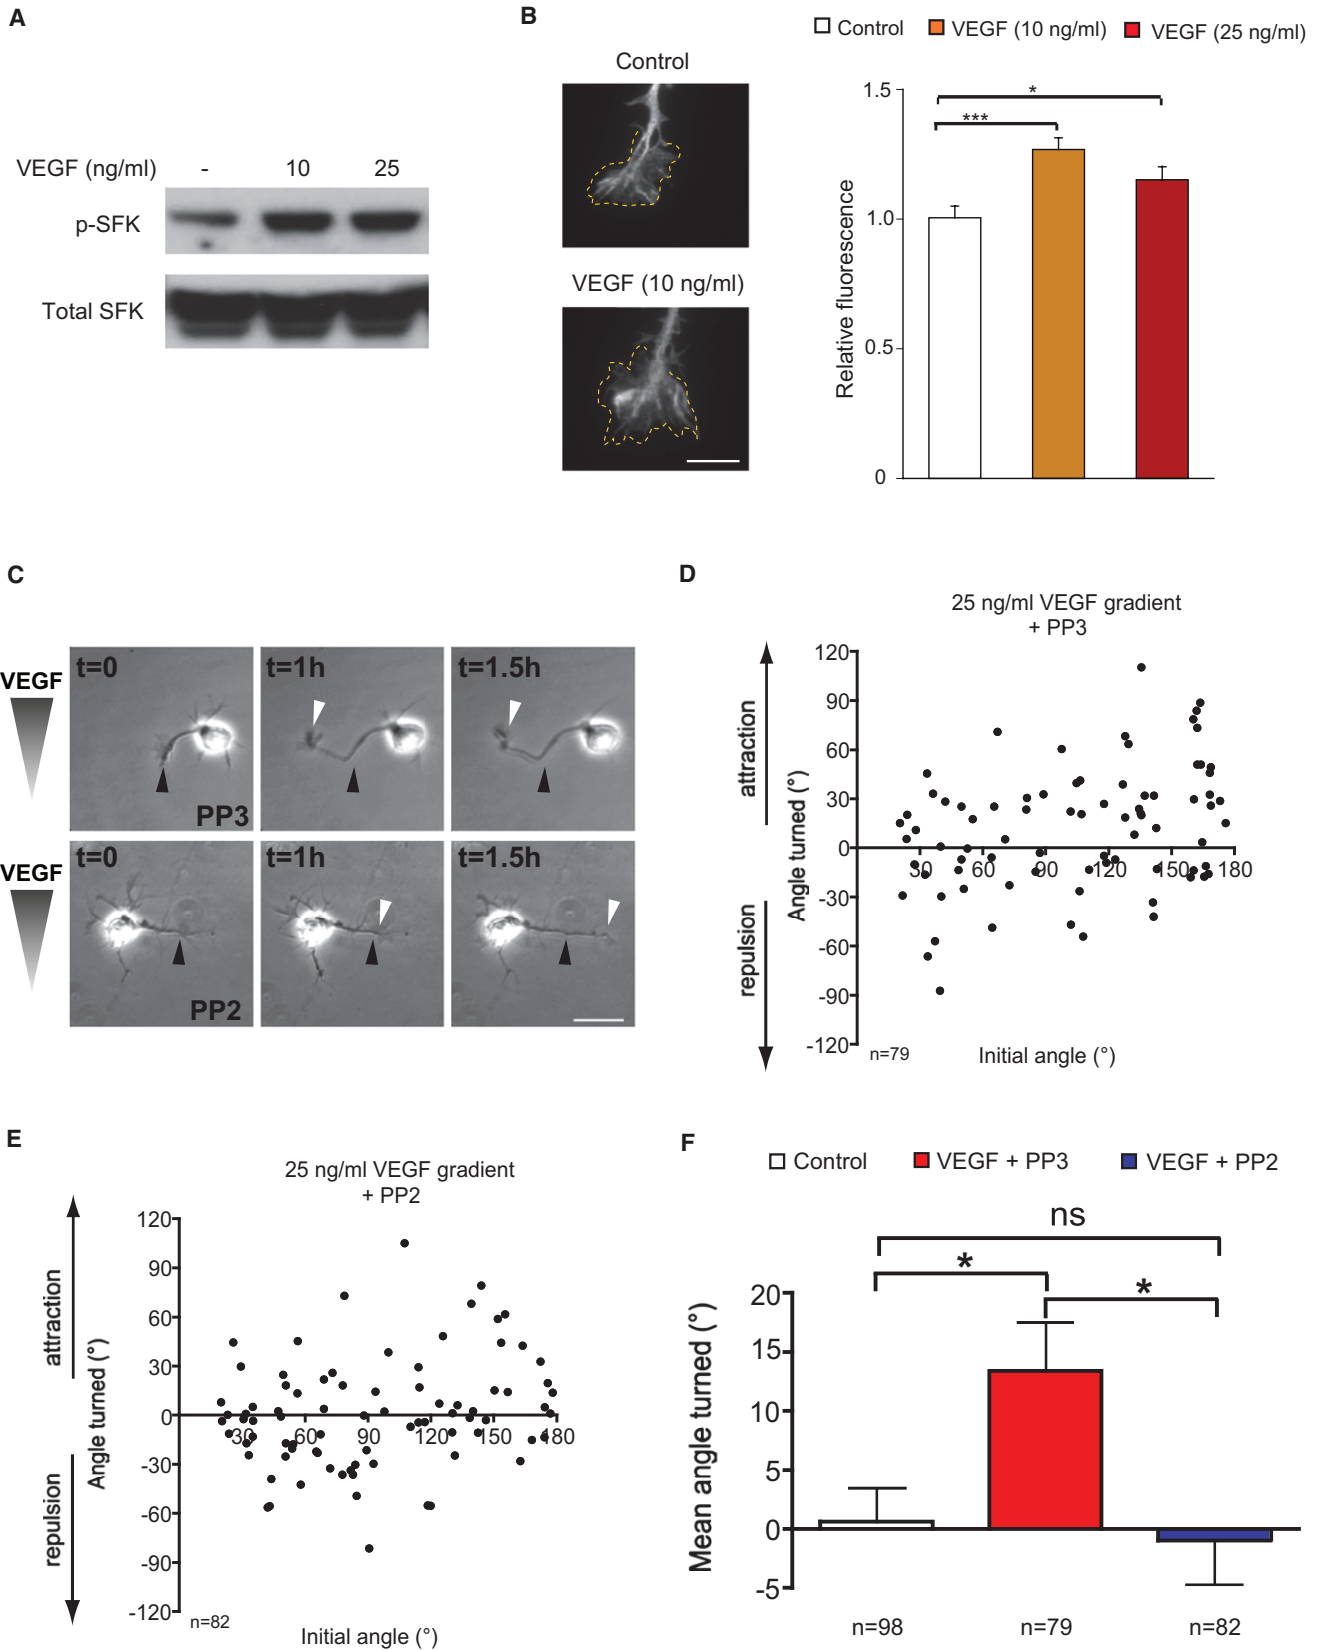 A
VEGF (ng/ml) - 10 25
p-SFK
Total SFK
B
Control
VEGF (10 ng/ml)
Control VEGF (10 ng/ml) VEGF (25 ng/ml)
1.5
1.0
0.5
0
Relative fluorescence
*
***
C
VEGF
t=0 t=1h t=1.5h
PP3
VEGF
t=0 t=1h t=1.5h
PP2
D
25 ng/ml VEGF gradient
+ PP3
attraction
repulsion
Angle turned (°)
120
90
60
30
0
-30
-60
-90
-120
30 60 90 120 150 180
n=79
Initial angle (°)
E
25 ng/ml VEGF gradient
+ PP2
attraction
repulsion
Angle turned (°)
120
90
60
30
0
-30
-60
-90
-120
30 60 90 120 150 180
n=82
Initial angle (°)
F
Control VEGF + PP3 VEGF + PP2
ns
* *
Mean angle turned (°)
20
15
10
5
0
-5
n=98 n=79 n=82